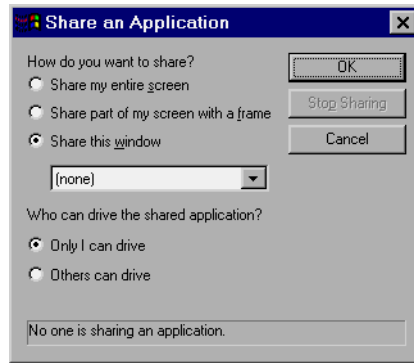 Share an Application
How do you want to share?
Share my entire screen
Share part of my screen with a frame
Share this window
(none)
Who can drive the shared application?
Only I can drive
Others can drive
No one is sharing an application.
OK
Stop Sharing
Cancel